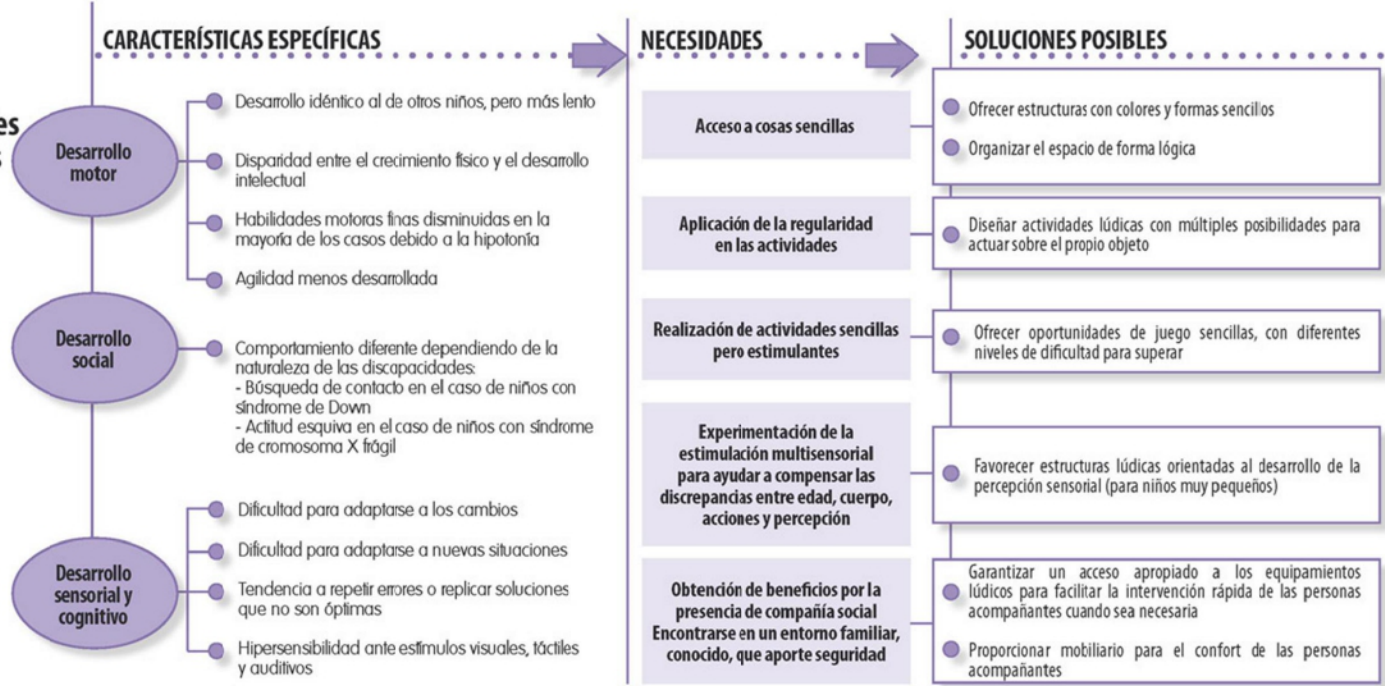 CARACTERÍSTICAS ESPECÍFICAS
NECESIDADES
SOLUCIONES POSIBLES
Desarrollo
motor
Desarrollo idéntico al de otros niños, pero más lento
Disparidad entre el crecimiento físico y el desarrollo
intelectual
Habilidades motoras finas disminuidas en la
mayoría de los casos debido a la hipotonía
Agilidad menos desarrollada
Desarrollo
social
Comportamiento diferente dependiendo de la
naturaleza de las discapacidades:
- Búsqueda de contacto en el caso de niños con
síndrome de Down
- Actitud esquiva en el caso de niños con síndrome
de cromosoma X frágil
Desarrollo
sensorial y
cognitivo
Dificultad para adaptarse a los cambios
Dificultad para adaptarse a nuevas situaciones
Tendencia a repetir errores o replicar soluciones
que no son óptimas
Hipersensibilidad ante estímulos visuales, táctiles
y auditivos
Acceso a cosas sencillas
Aplicación de la regularidad
en las actividades
Realización de actividades sencillas
pero estimulantes
Experimentación de la
estimulación multisensorial
para ayudar a compensar las
discrepancias entre edad, cuerpo,
acciones y percepción
Obtención de beneficios por la
presencia de compañía social
Encontrarse en un entorno familiar,
conocido, que aporte seguridad
Ofrecer estructuras con colores y formas sencillos
Organizar el espacio de forma lógica
Diseñar actividades lúdicas con múltiples posibilidades para
actuar sobre el propio objeto
Ofrecer oportunidades de juego sencillas, con diferentes
niveles de dificultad para superar
Favorecer estructuras lúdicas orientadas al desarrollo de la
percepción sensorial (para niños muy pequeños)
Garantizar un acceso apropiado a los equipamientos
lúdicos para facilitar la intervención rápida de las personas
acompañantes cuando sea necesaria
Proporcionar mobiliario para el confort de las personas
acompañantes